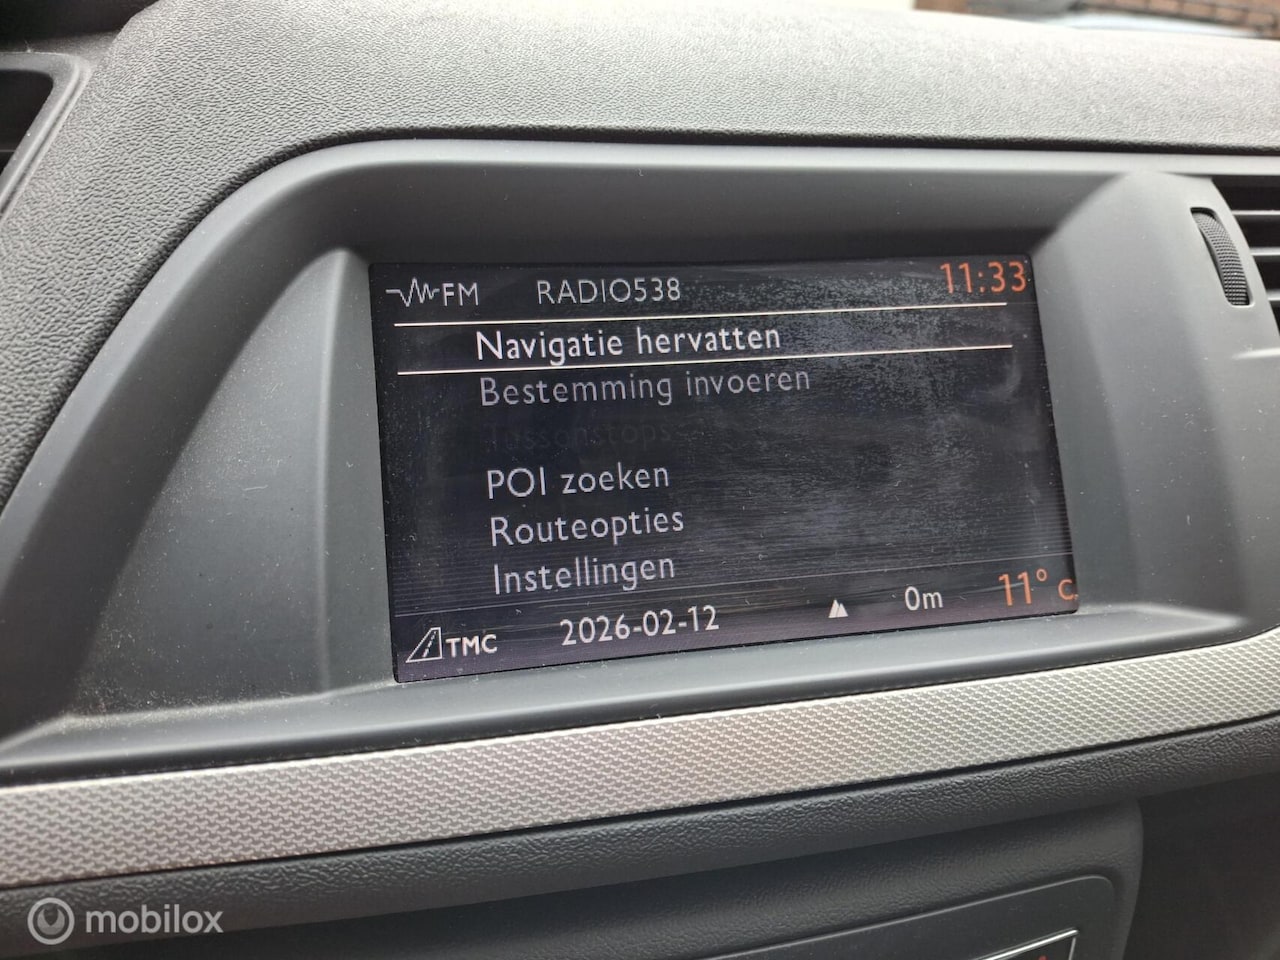 FM RADIO538 11:33
Navigatie hervatten
Bestemming invoeren
Tussenstops
POI zoeken
Routeopties
Instellingen
TMC 2026-02-12 0m 11° C
mobilox